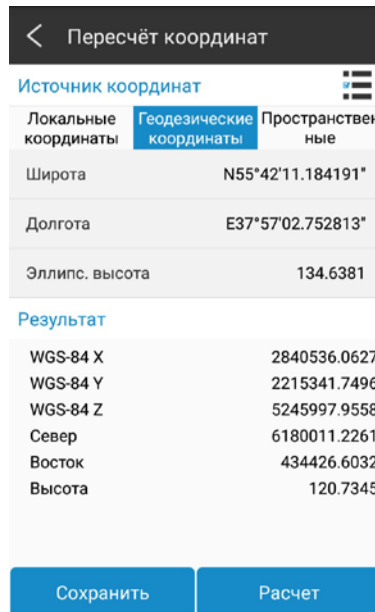 Пересчёт координат
Источник координат
Локальные координаты
Геодезические координаты
Пространствен ные
Широта N55°42'11.184191"
Долгота E37°57'02.752813"
Эллипс. высота 134.6381
Результат
WGS-84 X 2840536.0627
WGS-84 Y 2215341.7496
WGS-84 Z 5245997.9558
Север 6180011.2261
Восток 434426.6032
Высота 120.7345
Сохранить Расчет